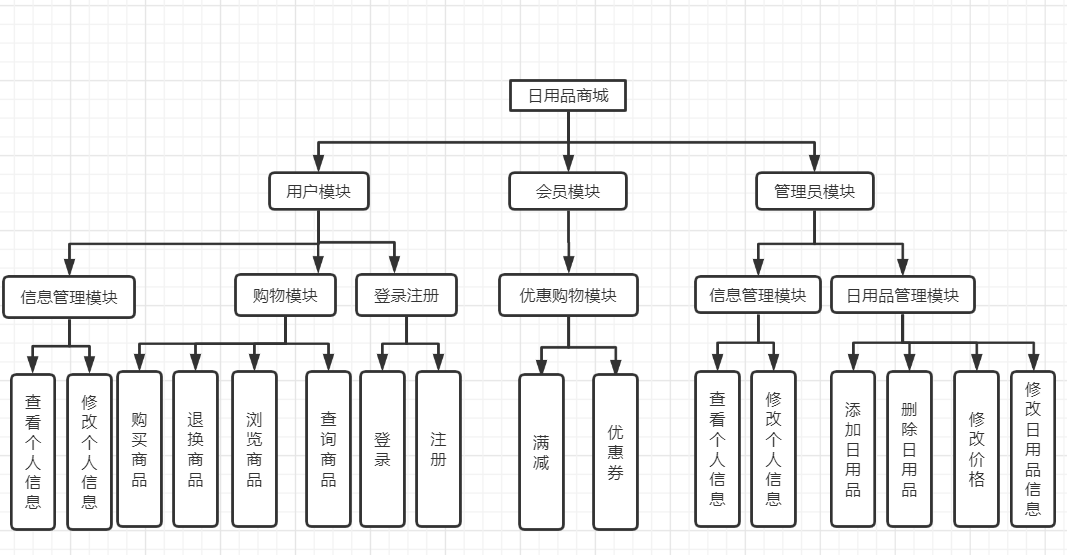 日用品商城
用户模块
会员模块
管理员模块
信息管理模块
购物模块
登录注册
优惠购物模块
信息管理模块
日用品管理模块
查看个人信息
修改个人信息
购买商品
退换商品
浏览商品
查询商品
登录
注册
满减
优惠券
查看个人信息
修改个人信息
添加日用品
删除日用品
修改价格
修改日用品信息